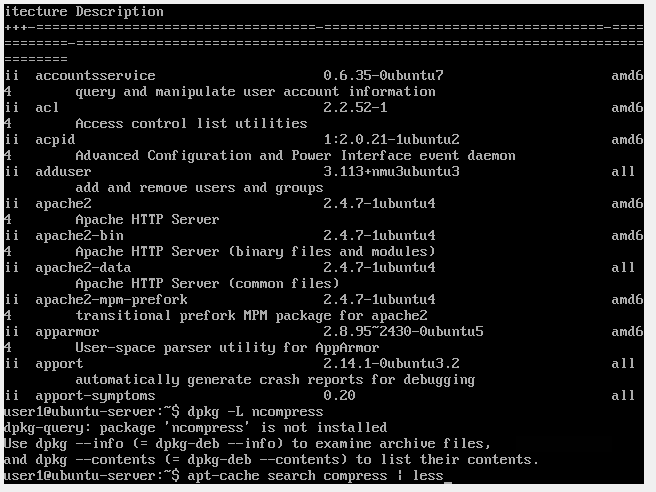 itecture Description
+++-===================================-===================================-====
========-=======================================================================
========
ii  accountsservice                     0.6.35-0ubuntu7                     amd6
4        query and manipulate user account information
ii  acl                                 2.2.52-1                            amd6
4        Access control list utilities
ii  acpid                               1:2.0.21-1ubuntu2                   amd6
4        Advanced Configuration and Power Interface event daemon
ii  adduser                             3.113+nmu3ubuntu3                   all
         add and remove users and groups
ii  apache2                             2.4.7-1ubuntu4                      amd6
4        Apache HTTP Server
ii  apache2-bin                         2.4.7-1ubuntu4                      amd6
4        Apache HTTP Server (binary files and modules)
ii  apache2-data                        2.4.7-1ubuntu4                      all
         Apache HTTP Server (common files)
ii  apache2-mpm-prefork                 2.4.7-1ubuntu4                      amd6
4        transitional prefork MPM package for apache2
ii  apparmor                            2.8.95~2430-0ubuntu5                amd6
4        User-space parser utility for AppArmor
ii  apport                              2.14.1-0ubuntu3.2                   all
         automatically generate crash reports for debugging
ii  apport-symptoms                     0.20                                all
user1@ubuntu-server:~$ dpkg -L ncompress
dpkg-query: package 'ncompress' is not installed
Use dpkg --info (= dpkg-deb --info) to examine archive files,
and dpkg --contents (= dpkg-deb --contents) to list their contents.
user1@ubuntu-server:~$ apt-cache search compress | less_